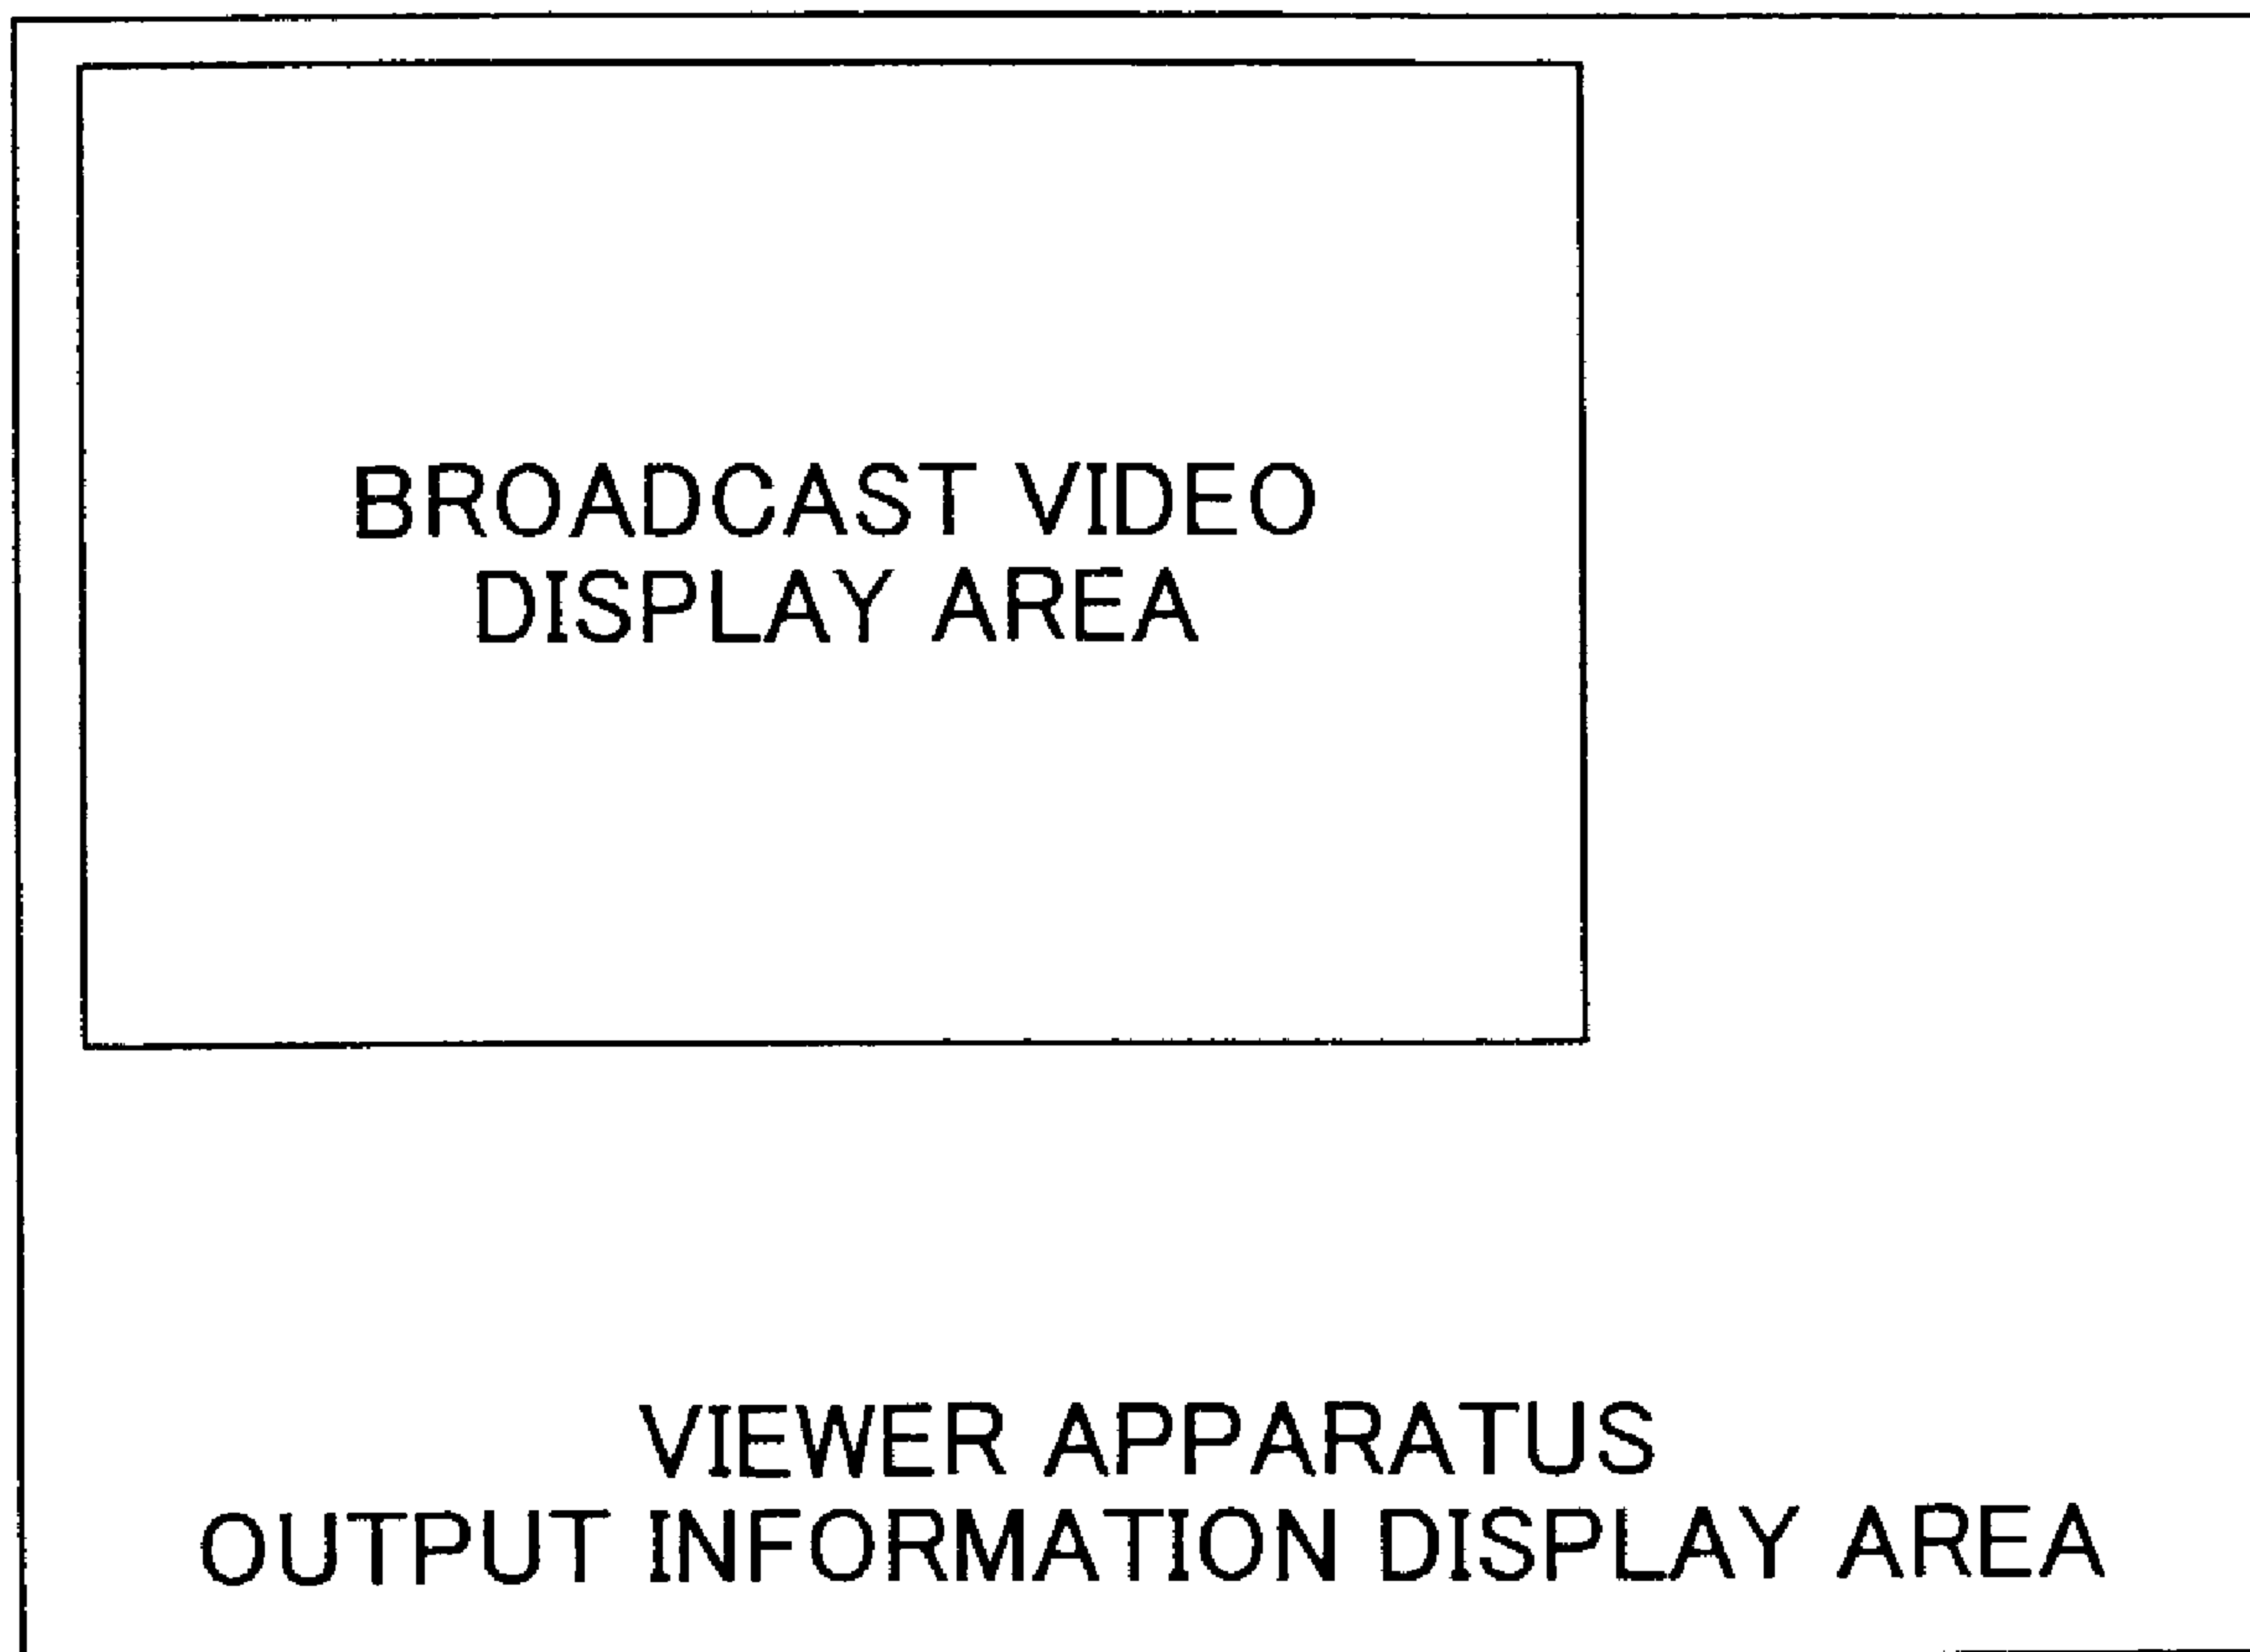 BROADCAST VIDEO
DISPLAY AREA
VIEWER APPARATUS
OUTPUT INFORMATION DISPLAY AREA